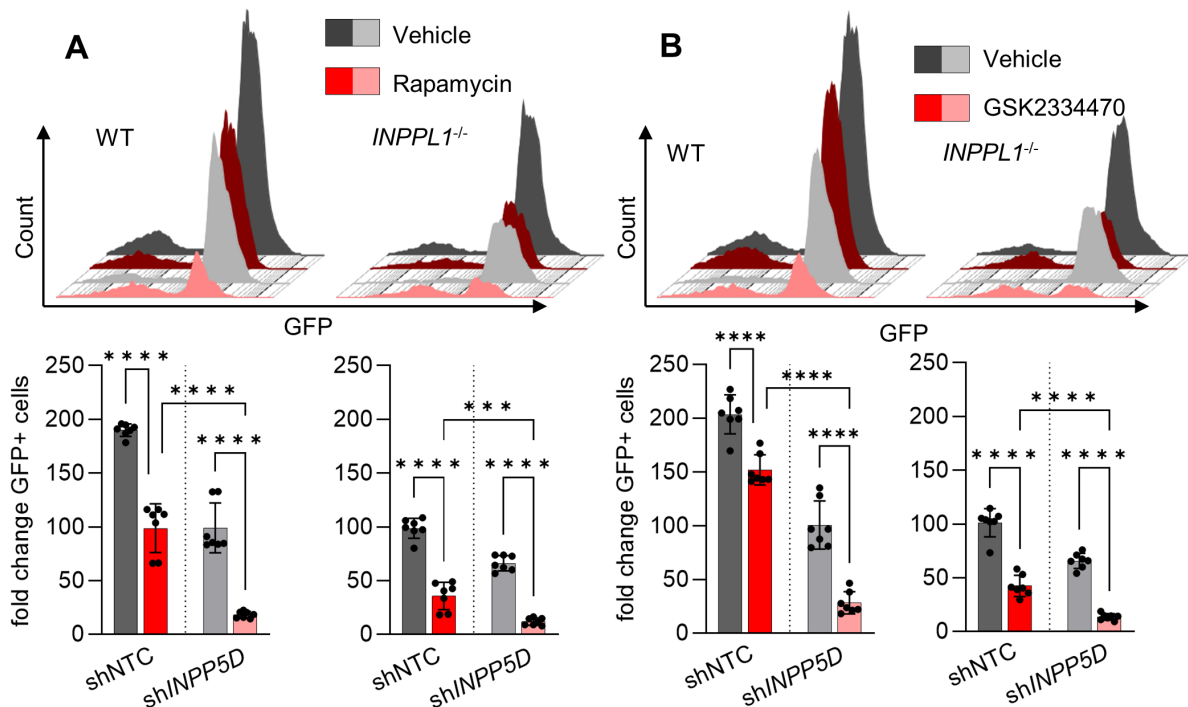 A
Vehicle
Rapamycin
WT
INPPL1-/-
Count
GFP
B
Vehicle
GSK2334470
WT
INPPL1-/-
Count
GFP
fold change GFP+ cells
250
200
150
100
50
0
* * * *
* * * *
* * * *
shNTC
shINPP5D
250
200
150
100
50
0
* * *
* * * *
* * * *
shNTC
shINPP5D
fold change GFP+ cells
250
200
150
100
50
0
****
****
****
shNTC
shINPP5D
250
200
150
100
50
0
* * * *
* * * *
* * * *
shNTC
shINPP5D